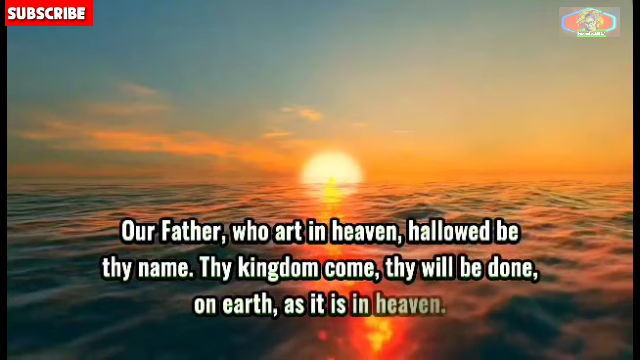 SUBSCRIBE
Our Father, who art in heaven, hallowed be
thy name. Thy kingdom come, thy will be done,
on earth, as it is in heaven.